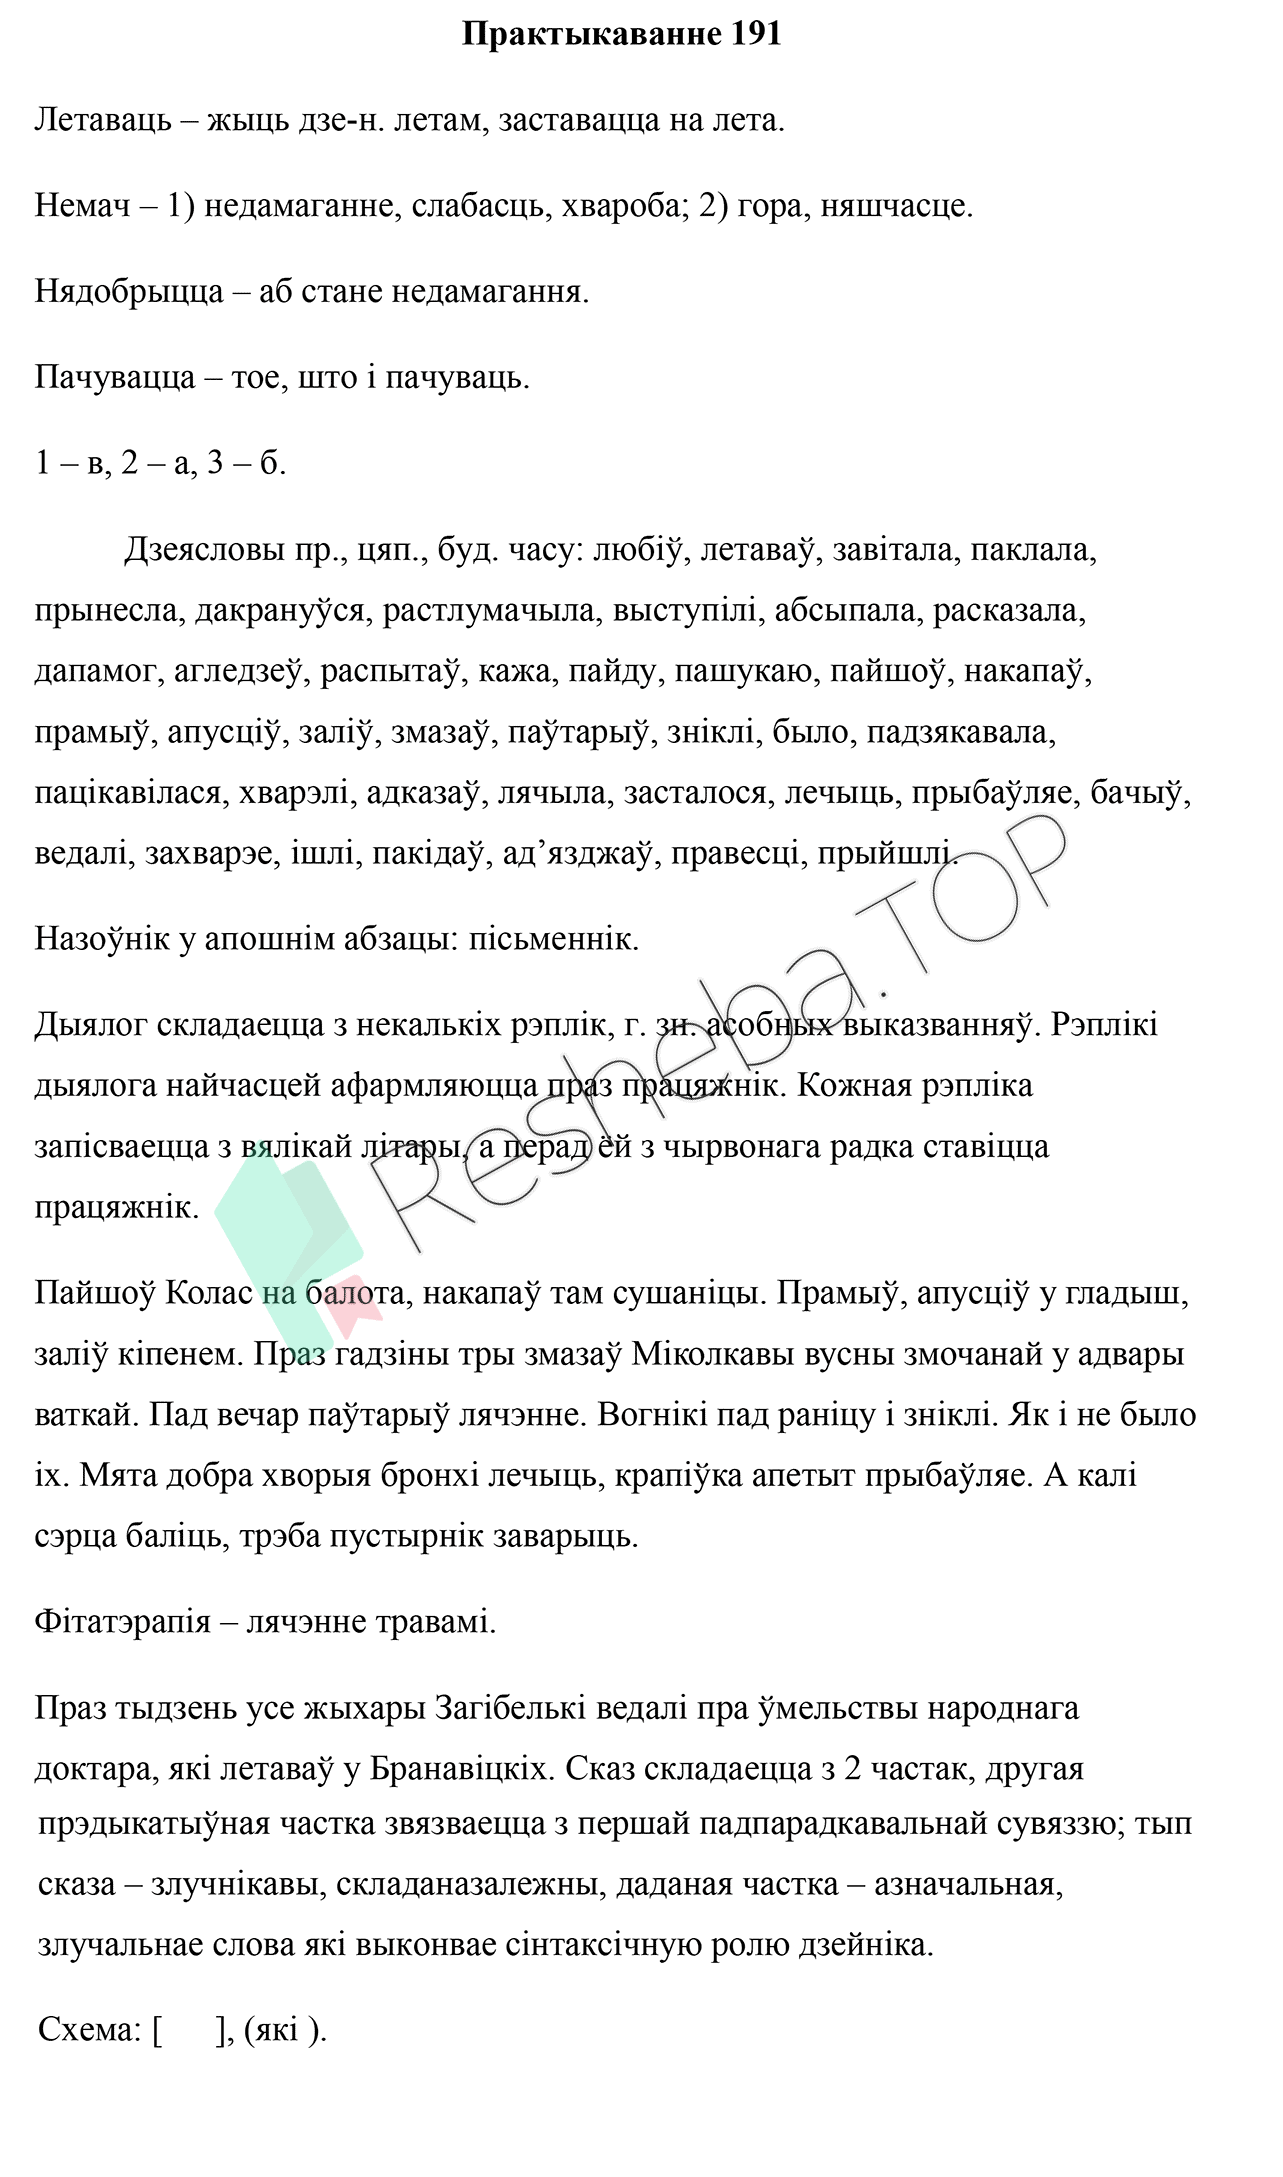 Практыкаванне 191
Летаваць – жыць дзе-н. летам, заставацца на лета.
Немач – 1) недамаганне, слабасць, хвароба; 2) гора, няшчасце.
Нядобрыцца – аб стане недамагання.
Пачувацца – тое, што і пачуваць.
1 – в, 2 – а, 3 – б.
Дзеясловы пр., цяп., буд. часу: любіў, летаваў, завітала, паклала,
прынесла, дакрануўся, растлумачыла, выступілі, абсыпала, расказала,
дапамог, агледзеў, распытаў, кажа, пайду, пашукаю, пайшоў, накапаў,
прамыў, апусціў, заліў, змазаў, паўтарыў, зніклі, было, падзякавала,
пацікавілася, хварэлі, адказаў, лячыла, засталося, лечыць, прыбаўляе, бачыў,
ведалі, захварэе, ішлі, пакідаў, ад’язджаў, правесці, прыйшлі.
Назоўнік у апошнім абзацы: пісьменнік.
Дыялог складаецца з некалькіх рэплік, г. зн. асобных выказванняў. Рэплікі
дыялога найчасцей афармляюцца праз працяжнік. Кожная рэпліка
запісваецца з вялікай літары, а перад ёй з чырвонага радка ставіцца
працяжнік.
Resheba.TOP
Пайшоў Колас на балота, накапаў там сушаніцы. Прамыў, апусціў у гладыш,
заліў кіпенем. Праз гадзіны тры змазаў Міколкавы вусны змочанай у адвары
ваткай. Пад вечар паўтарыў лячэнне. Вогнікі пад раніцу і зніклі. Як і не было
іх. Мята добра хворыя бронхі лечыць, крапіўка апетыт прыбаўляе. А калі
сэрца баліць, трэба пустырнік заварыць.
Фітатэрапія – лячэнне травамі.
Праз тыдзень усе жыхары Загібелькі ведалі пра ўмельствы народнага
доктара, які летаваў у Бранавіцкіх. Сказ складаецца з 2 частак, другая
прэдыкатыўная частка звязваецца з першай падпарадкавальнай сувяззю; тып
сказа – злучнікавы, складаназалежны, даданая частка – азначальная,
злучальнае слова які выконвае сінтаксічную ролю дзейніка.
Схема: [ ], (які ).